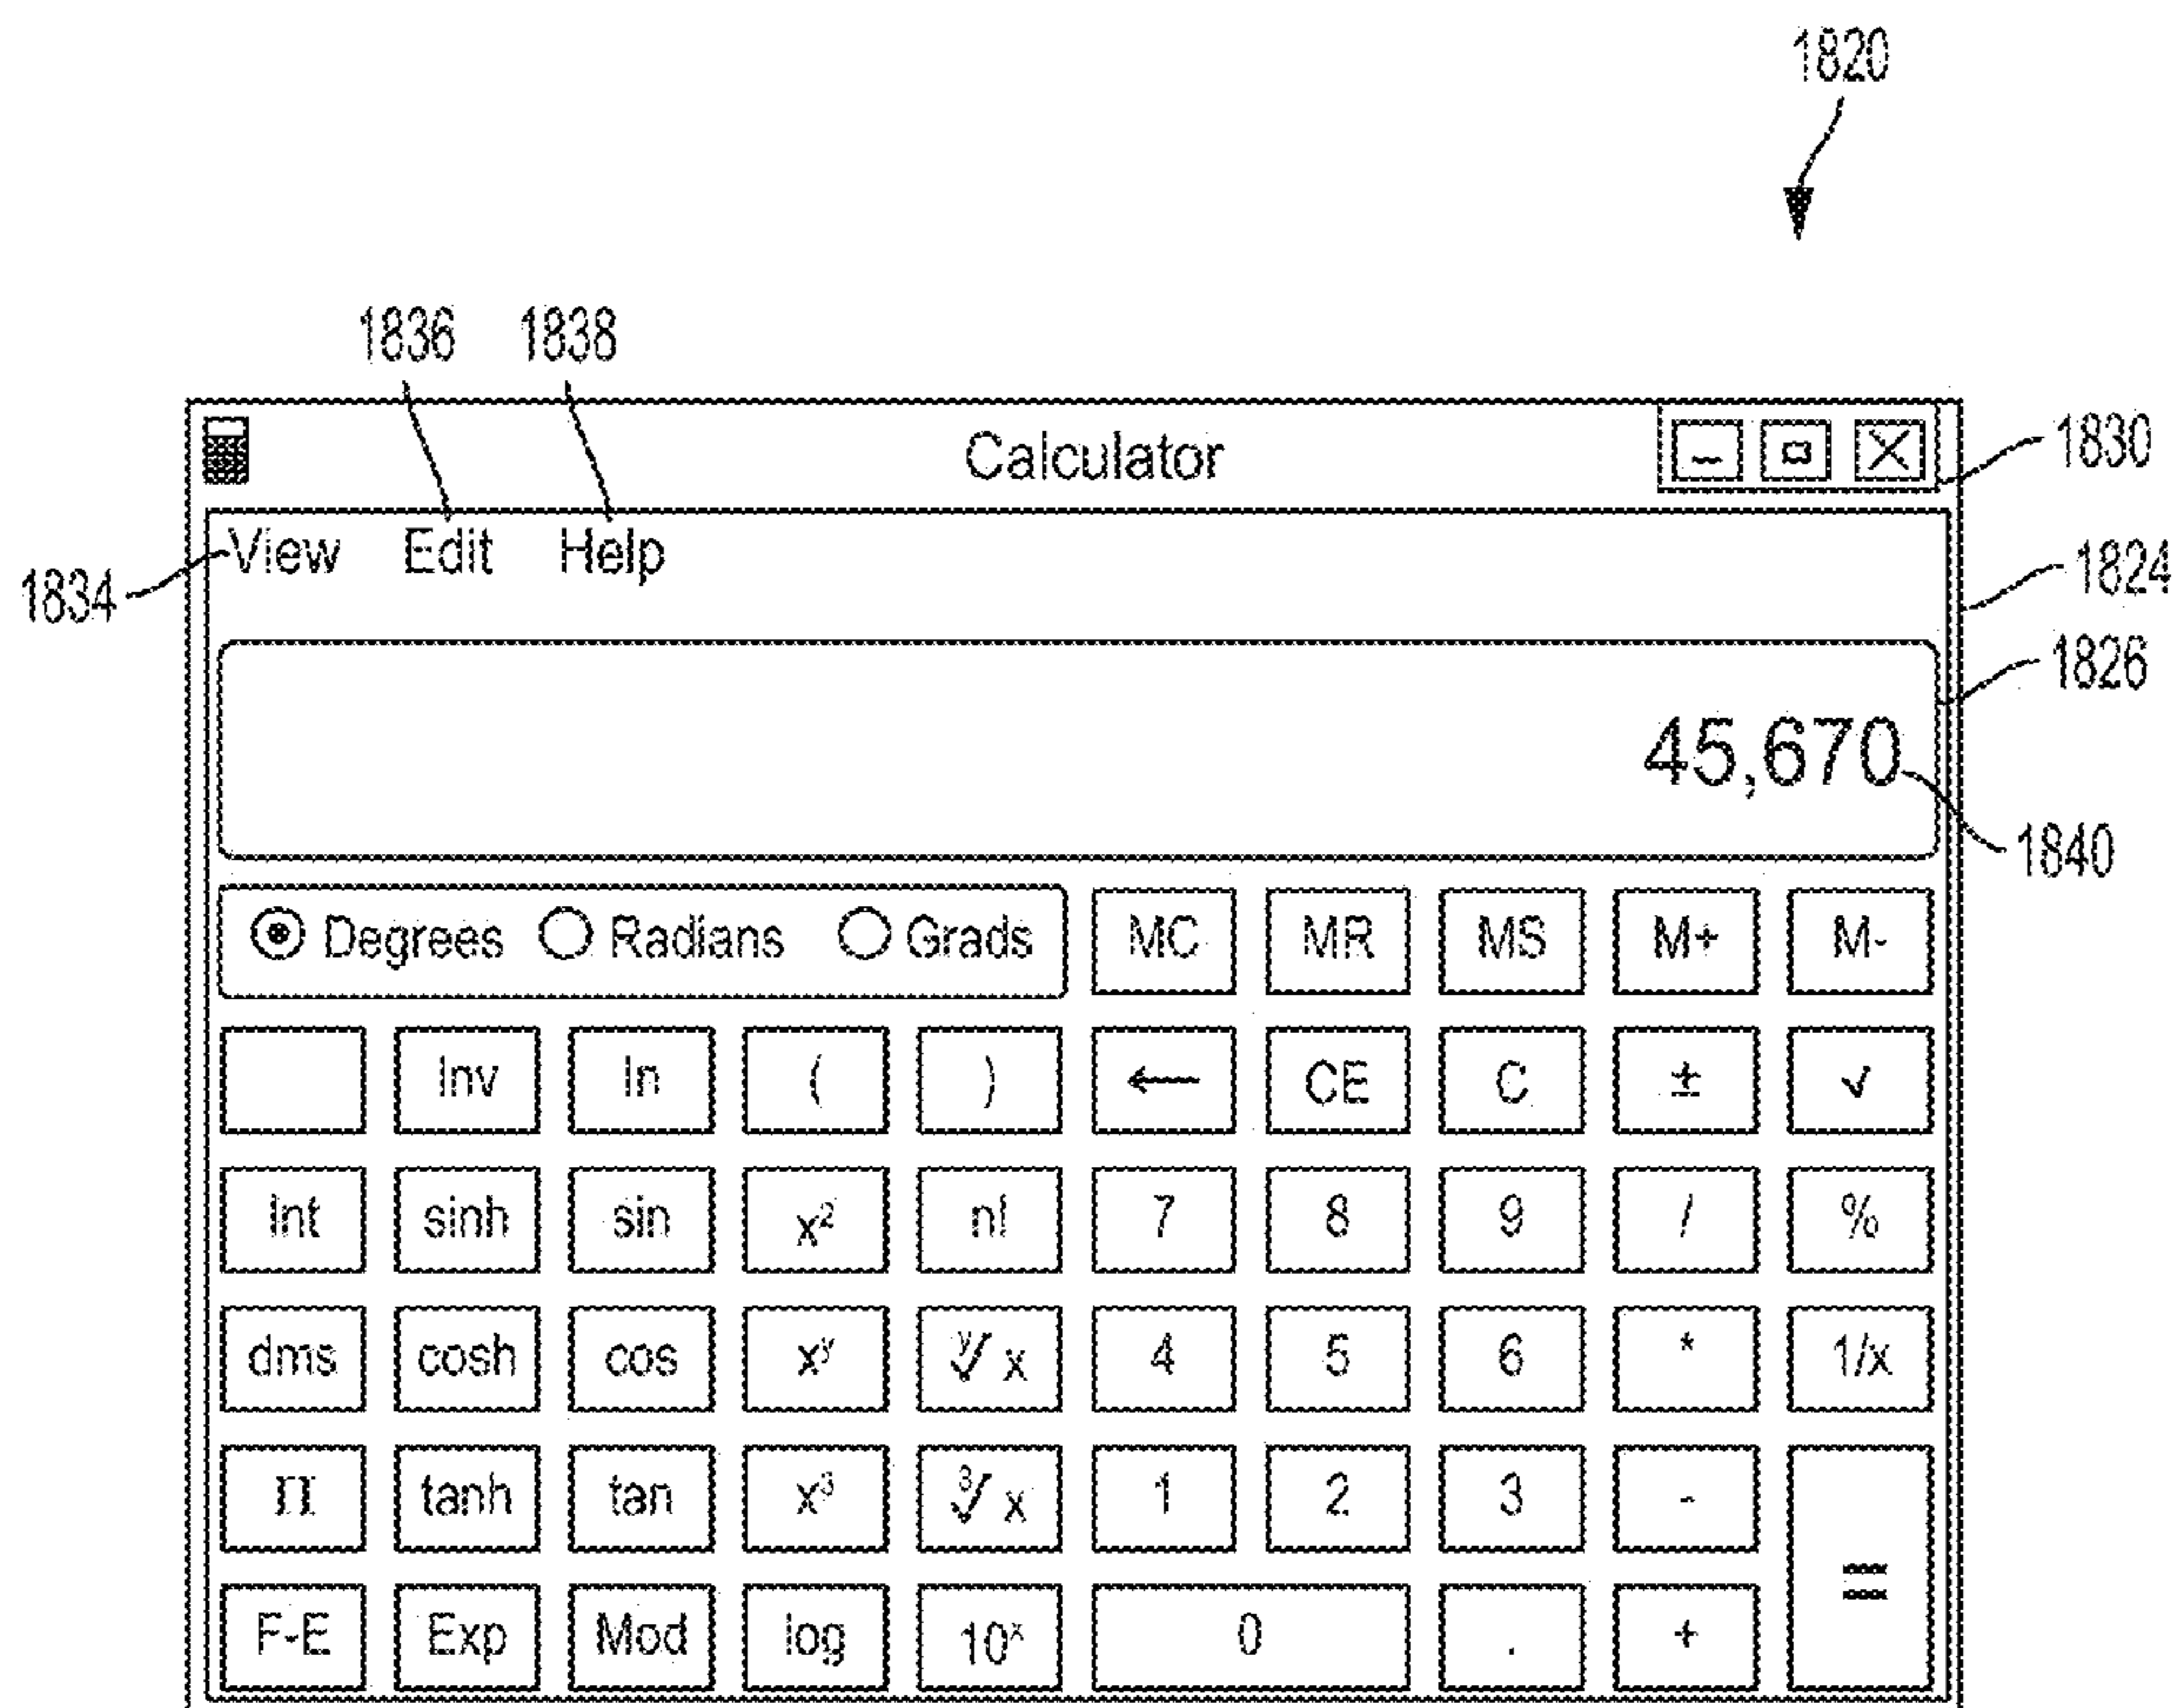 1820
1836 1838
Calculator
1830
View Edit Help
1834
1824
1826
45,670
1840
Degrees Radians Grads MC MR MS M+ M-
Inv In ( ) ← CE C ± √
Int sinh sin x² n! 7 8 9 / %
dms cosh cos xʸ ʸ√x 4 5 6 * 1/x
Π tanh tan x³ ³√x 1 2 3 - =
F-E Exp Mod log 10ˣ 0 . +